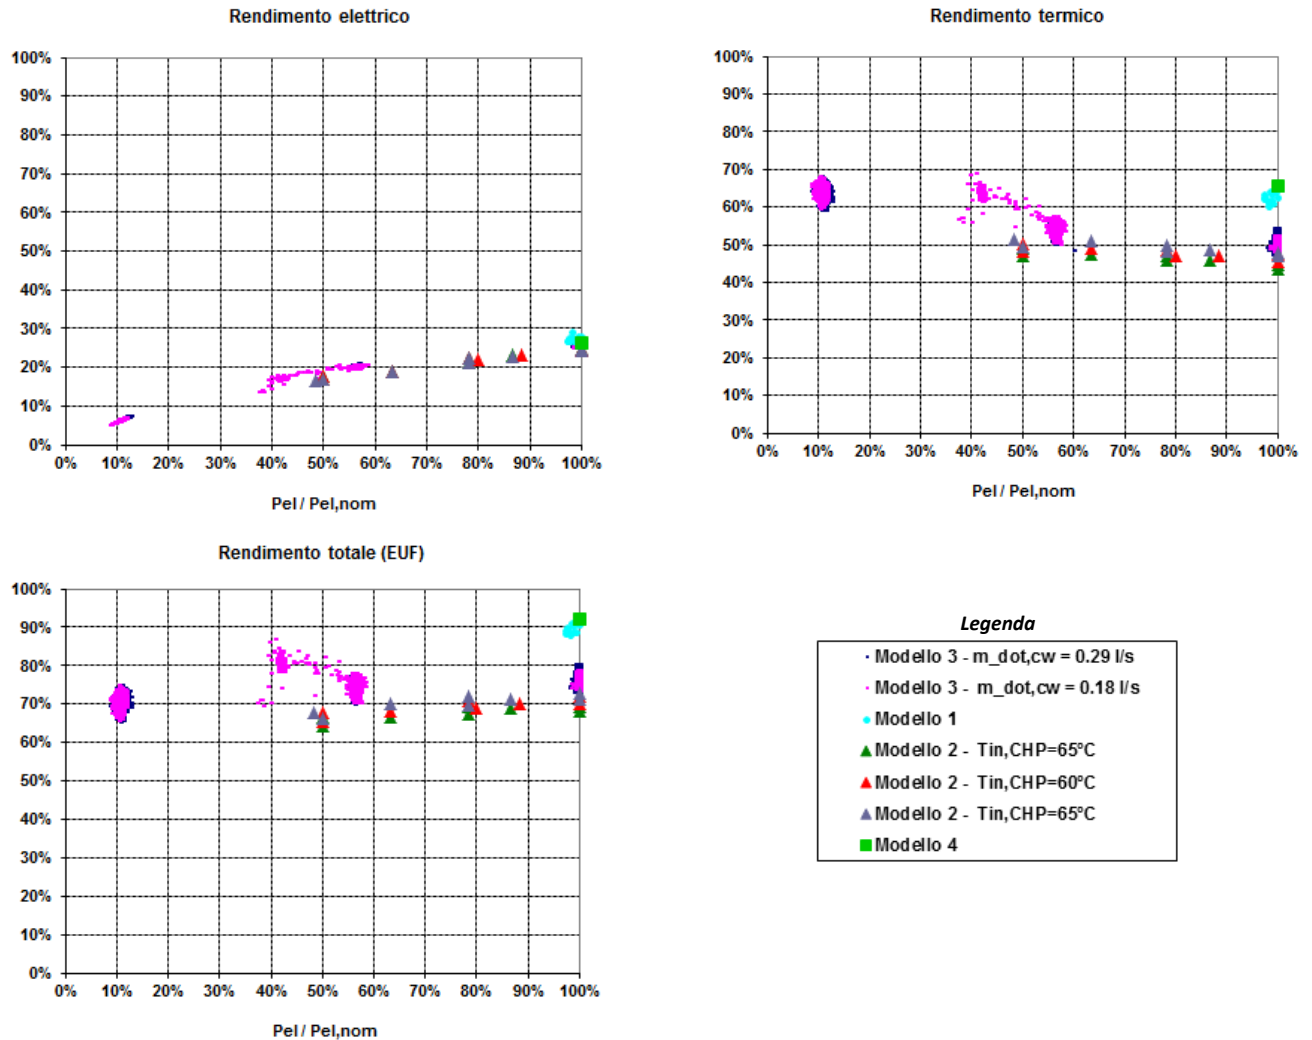 Rendimento elettrico
100%
90%
80%
70%
60%
50%
40%
30%
20%
10%
0%
0% 10% 20% 30% 40% 50% 60% 70% 80% 90% 100%
Pel / Pel,nom
Rendimento termico
100%
90%
80%
70%
60%
50%
40%
30%
20%
10%
0%
0% 10% 20% 30% 40% 50% 60% 70% 80% 90% 100%
Pel / Pel,nom
Rendimento totale (EUF)
100%
90%
80%
70%
60%
50%
40%
30%
20%
10%
0%
0% 10% 20% 30% 40% 50% 60% 70% 80% 90% 100%
Pel / Pel,nom
Legenda
Modello 3 - m_dot,cw = 0.29 l/s
Modello 3 - m_dot,cw = 0.18 l/s
Modello 1
Modello 2 - Tin,CHP=65ºC
Modello 2 - Tin,CHP=60ºC
Modello 2 - Tin,CHP=65ºC
Modello 4